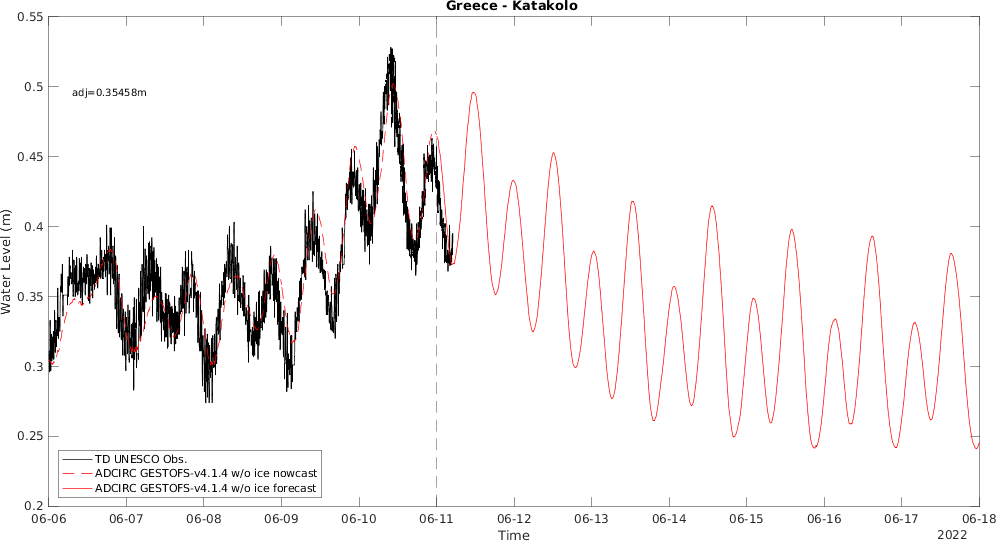 Greece - Katakolo
0.55
0.5
0.45
0.4
0.35
0.3
0.25
0.2
Water Level (m)
adj=0.35458m
TD UNESCO Obs.
ADCIRC GESTOFS-v4.1.4 w/o ice nowcast
ADCIRC GESTOFS-v4.1.4 w/o ice forecast
06-06 06-07 06-08 06-09 06-10 06-11 06-12 06-13 06-14 06-15 06-16 06-17 06-18
Time
2022